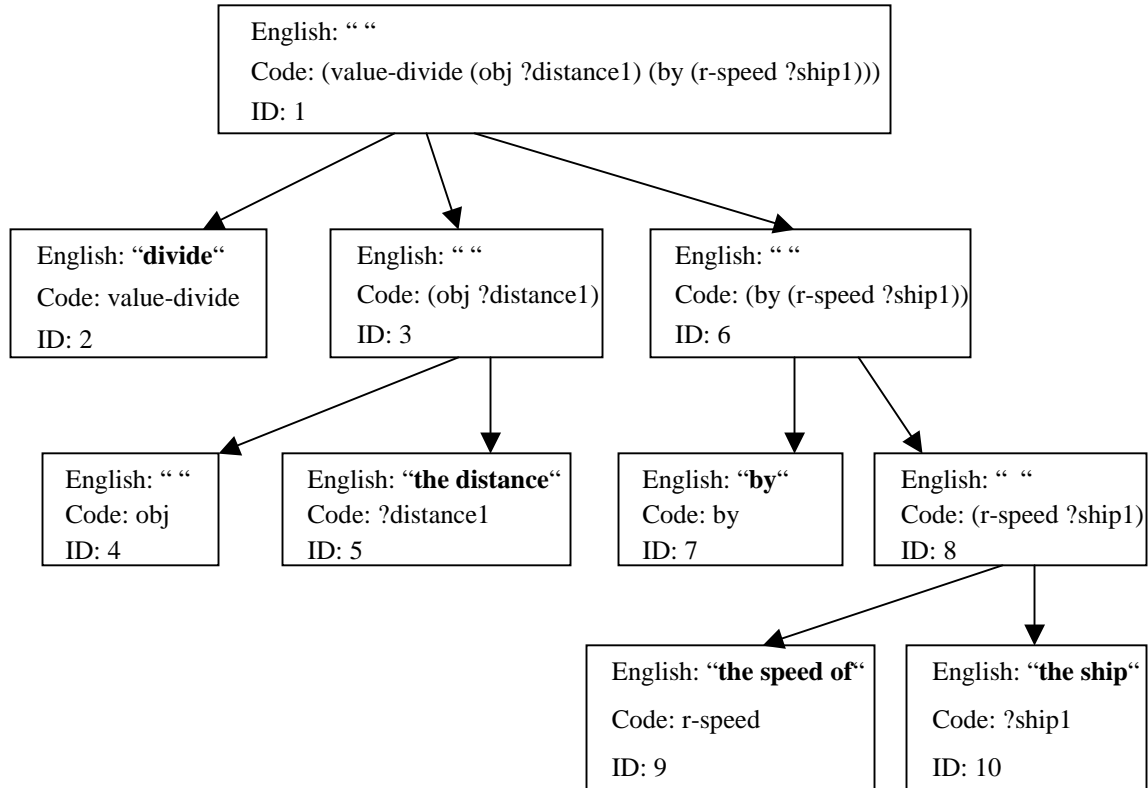 English: “ “
Code: (value-divide (obj ?distance1) (by (r-speed ?ship1)))
ID: 1
English: “divide“
Code: value-divide
ID: 2
English: “ “
Code: (obj ?distance1)
ID: 3
English: “ “
Code: (by (r-speed ?ship1))
ID: 6
English: “ “
Code: obj
ID: 4
English: “the distance“
Code: ?distance1
ID: 5
English: “by“
Code: by
ID: 7
English: “  “
Code: (r-speed ?ship1)
ID: 8
English: “the speed of“
Code: r-speed
ID: 9
English: “the ship“
Code: ?ship1
ID: 10